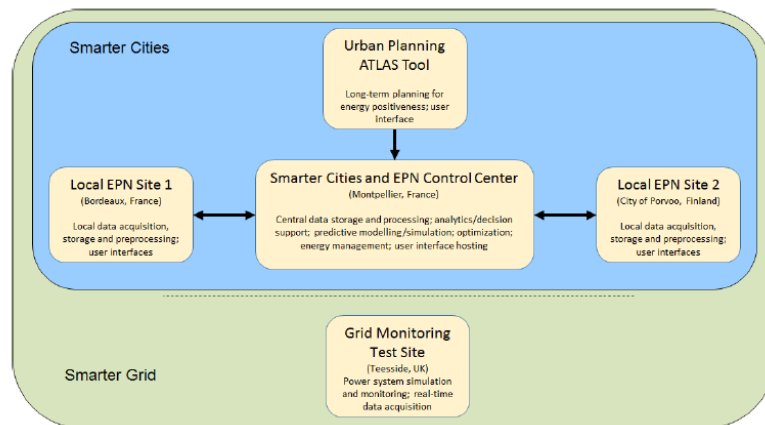 Smarter Cities
Urban Planning
ATLAS Tool
Long-term planning for
energy positiveness; user
interface
Local EPN Site 1
(Bordeaux, France)
Local data acquisition,
storage and preprocessing;
user interfaces
Smarter Cities and EPN Control Center
(Montpellier, France)
Central data storage and processing; analytics/decision
support; predictive modelling/simulation; optimization;
energy management; user interface hosting
Local EPN Site 2
(City of Porvoo, Finland)
Local data acquisition,
storage and preprocessing;
user interfaces
Grid Monitoring
Test Site
(Teesside, UK)
Power system simulation
and monitoring; real-time
data acquisition
Smarter Grid